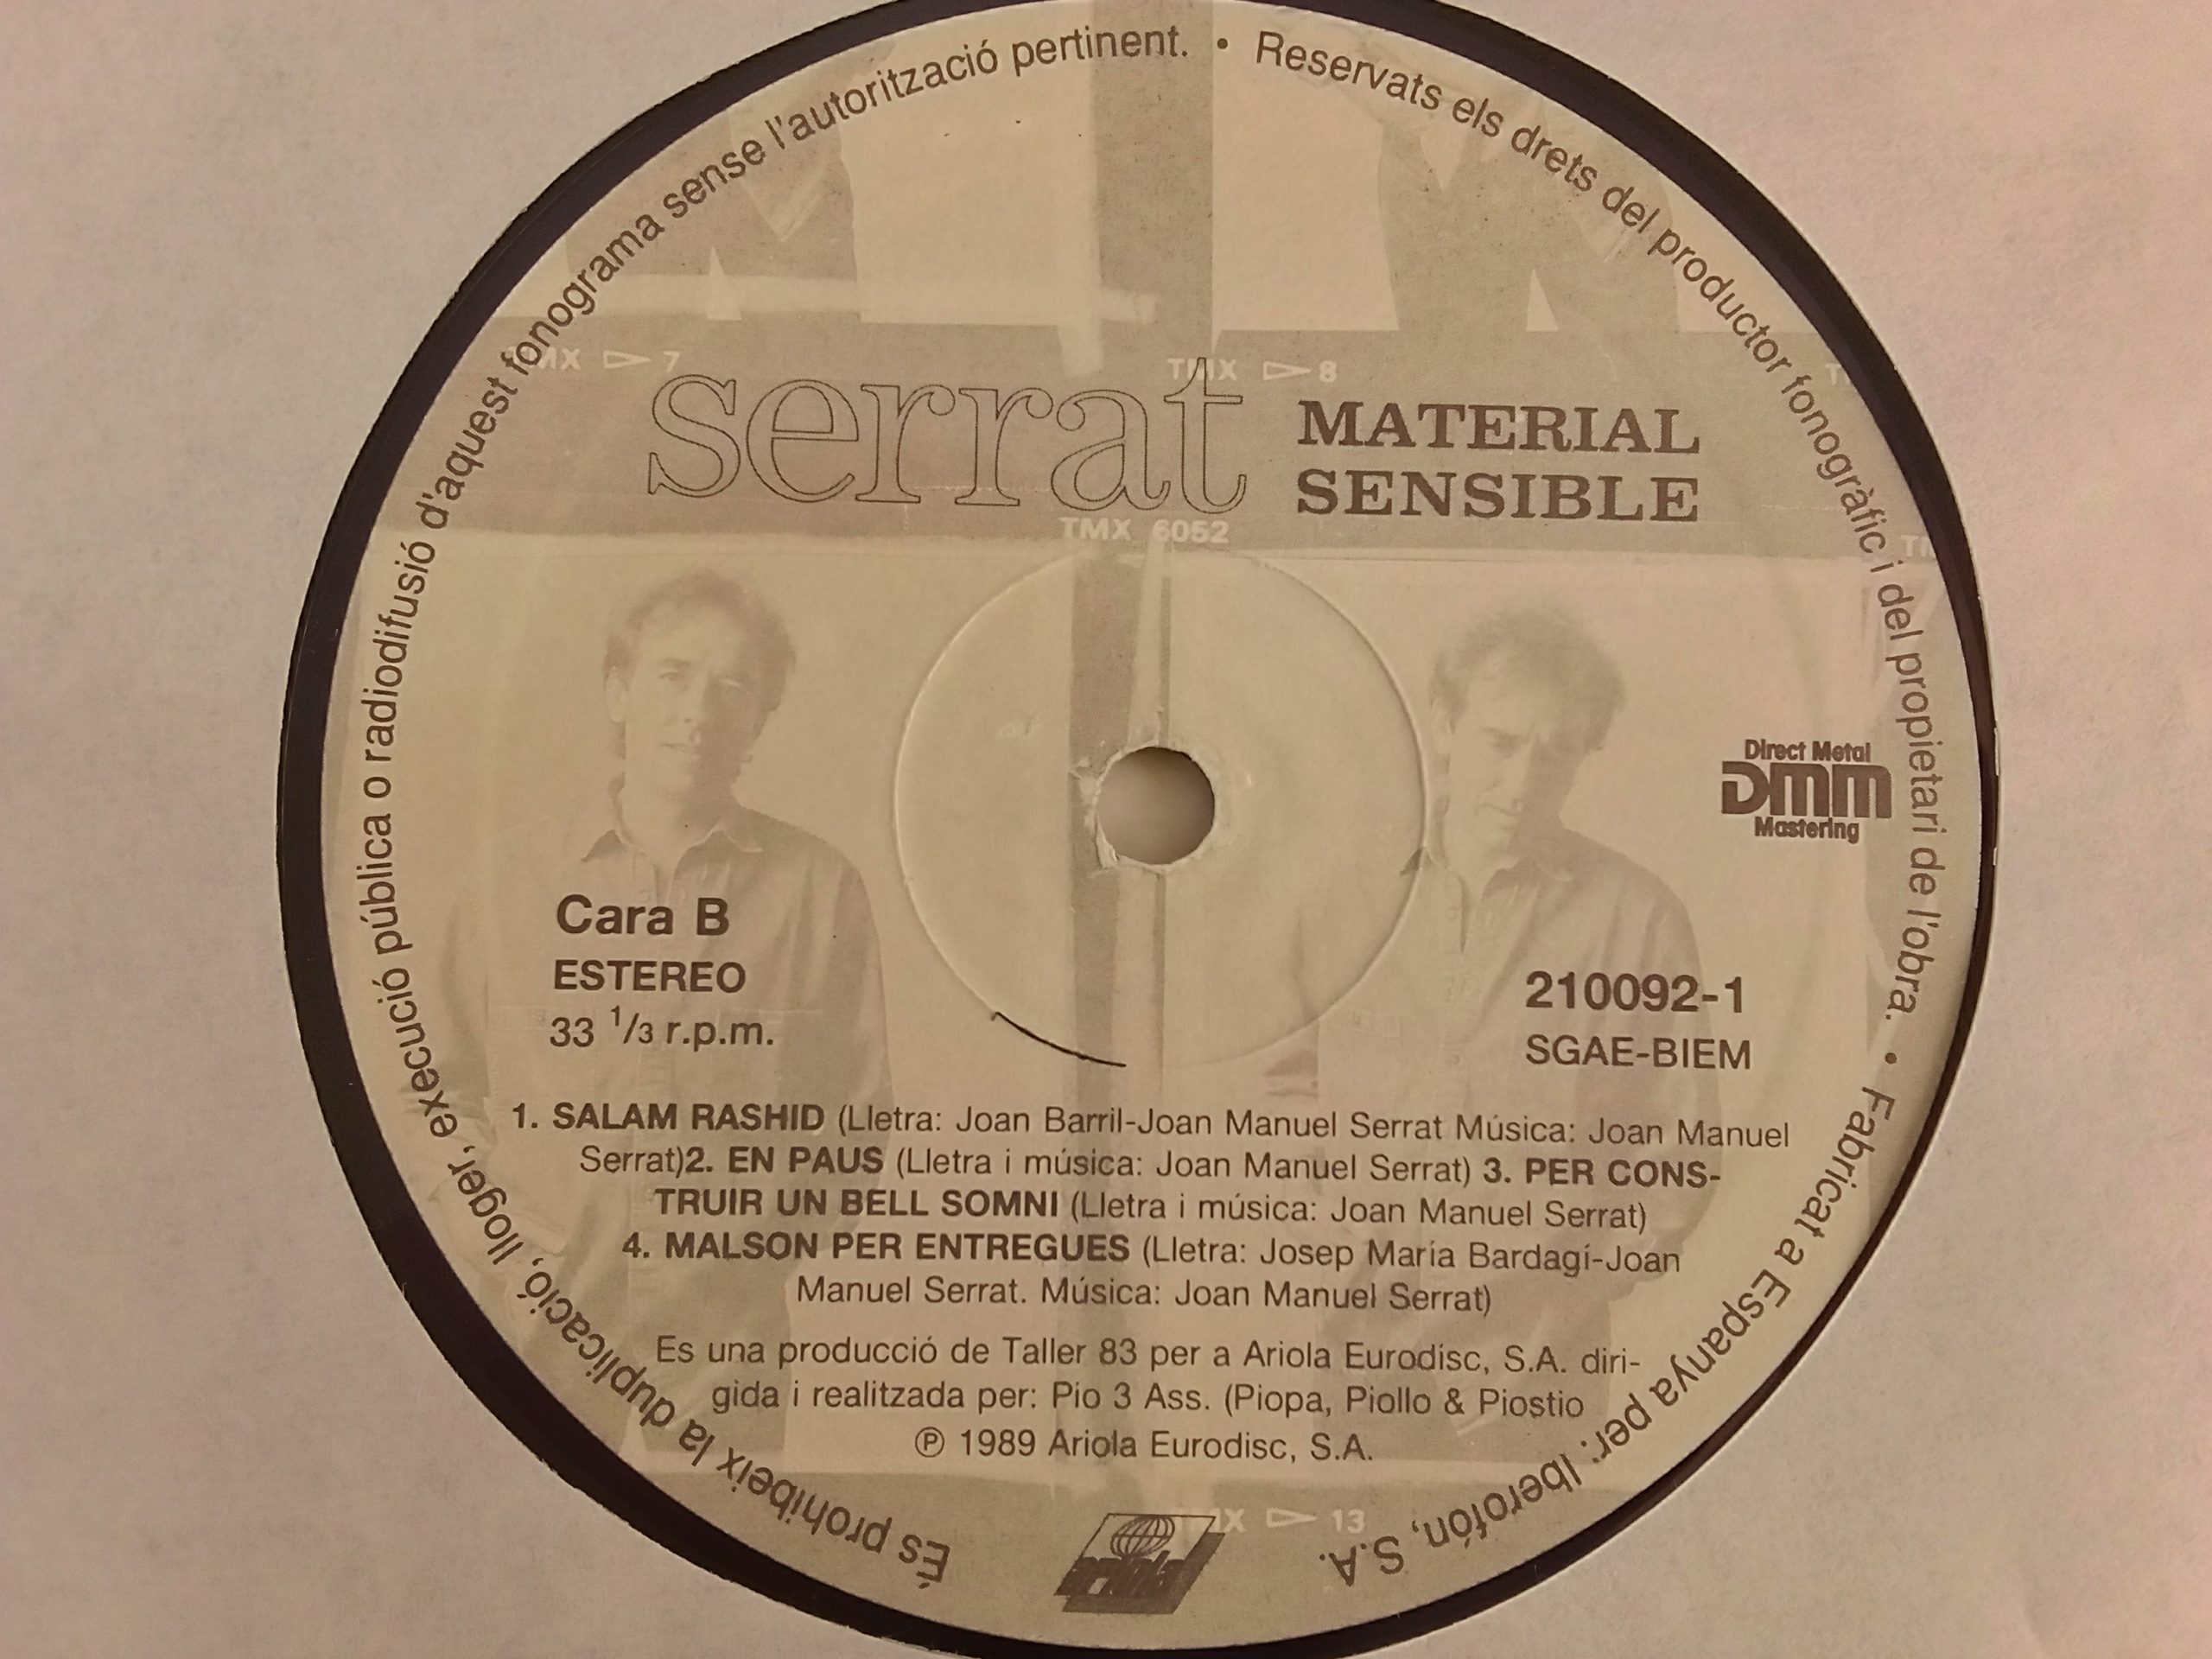 És prohibeix la duplicació, lloger, execució pública o radiodifusió d'aquest fonograma sense l'autorització pertinent. • Reservats els drets del productor fonogràfic i del propietari de l'obra. • Fabricat a Espanya per: Iberofón, S.A.
TMX ▷ 7
TMX ▷ 8
serrat
MATERIAL
SENSIBLE
TMX 6052
Direct Metal
DMM
Mastering
Cara B
ESTEREO
33 1/3 r.p.m.
210092-1
SGAE-BIEM
1. SALAM RASHID (Lletra: Joan Barril-Joan Manuel Serrat Música: Joan Manuel
Serrat)2. EN PAUS (Lletra i música: Joan Manuel Serrat) 3. PER CONS-
TRUIR UN BELL SOMNI (Lletra i música: Joan Manuel Serrat)
4. MALSON PER ENTREGUES (Lletra: Josep María Bardagí-Joan
Manuel Serrat. Música: Joan Manuel Serrat)
Es una producció de Taller 83 per a Ariola Eurodisc, S.A. diri-
gida i realitzada per: Pio 3 Ass. (Piopa, Piollo & Piostio
℗ 1989 Ariola Eurodisc, S.A.
TMX ▷ 13
ariola